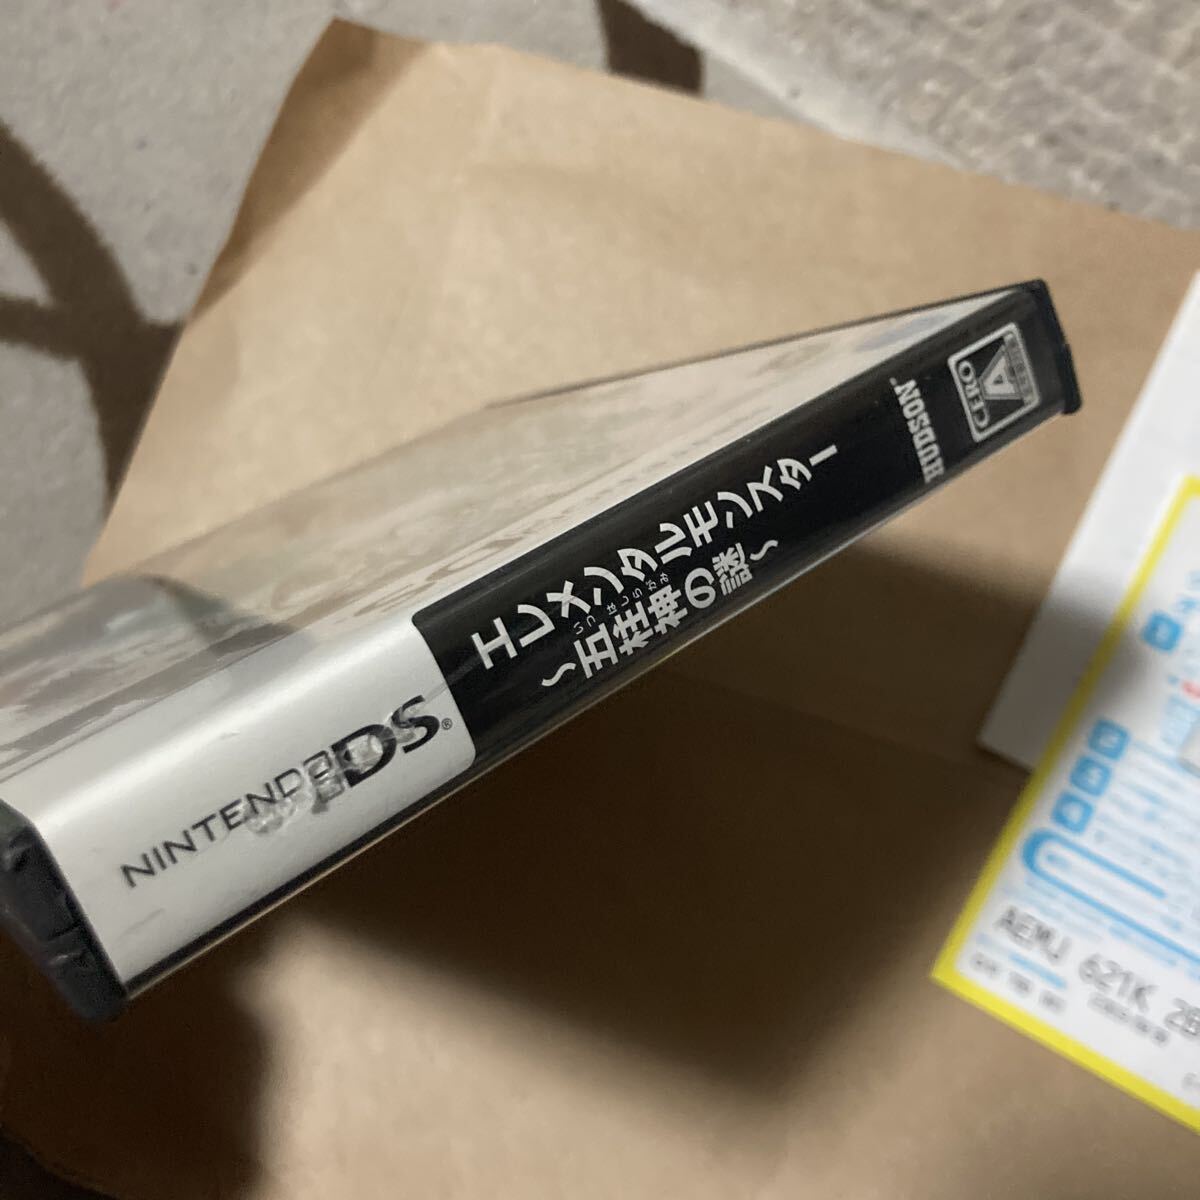 NINTENDO DS®
エレメンタルモンスター
いつはしらがみ
~五柱神の謎~
HUDSON
CERO
A
AEMJ 621K 2B